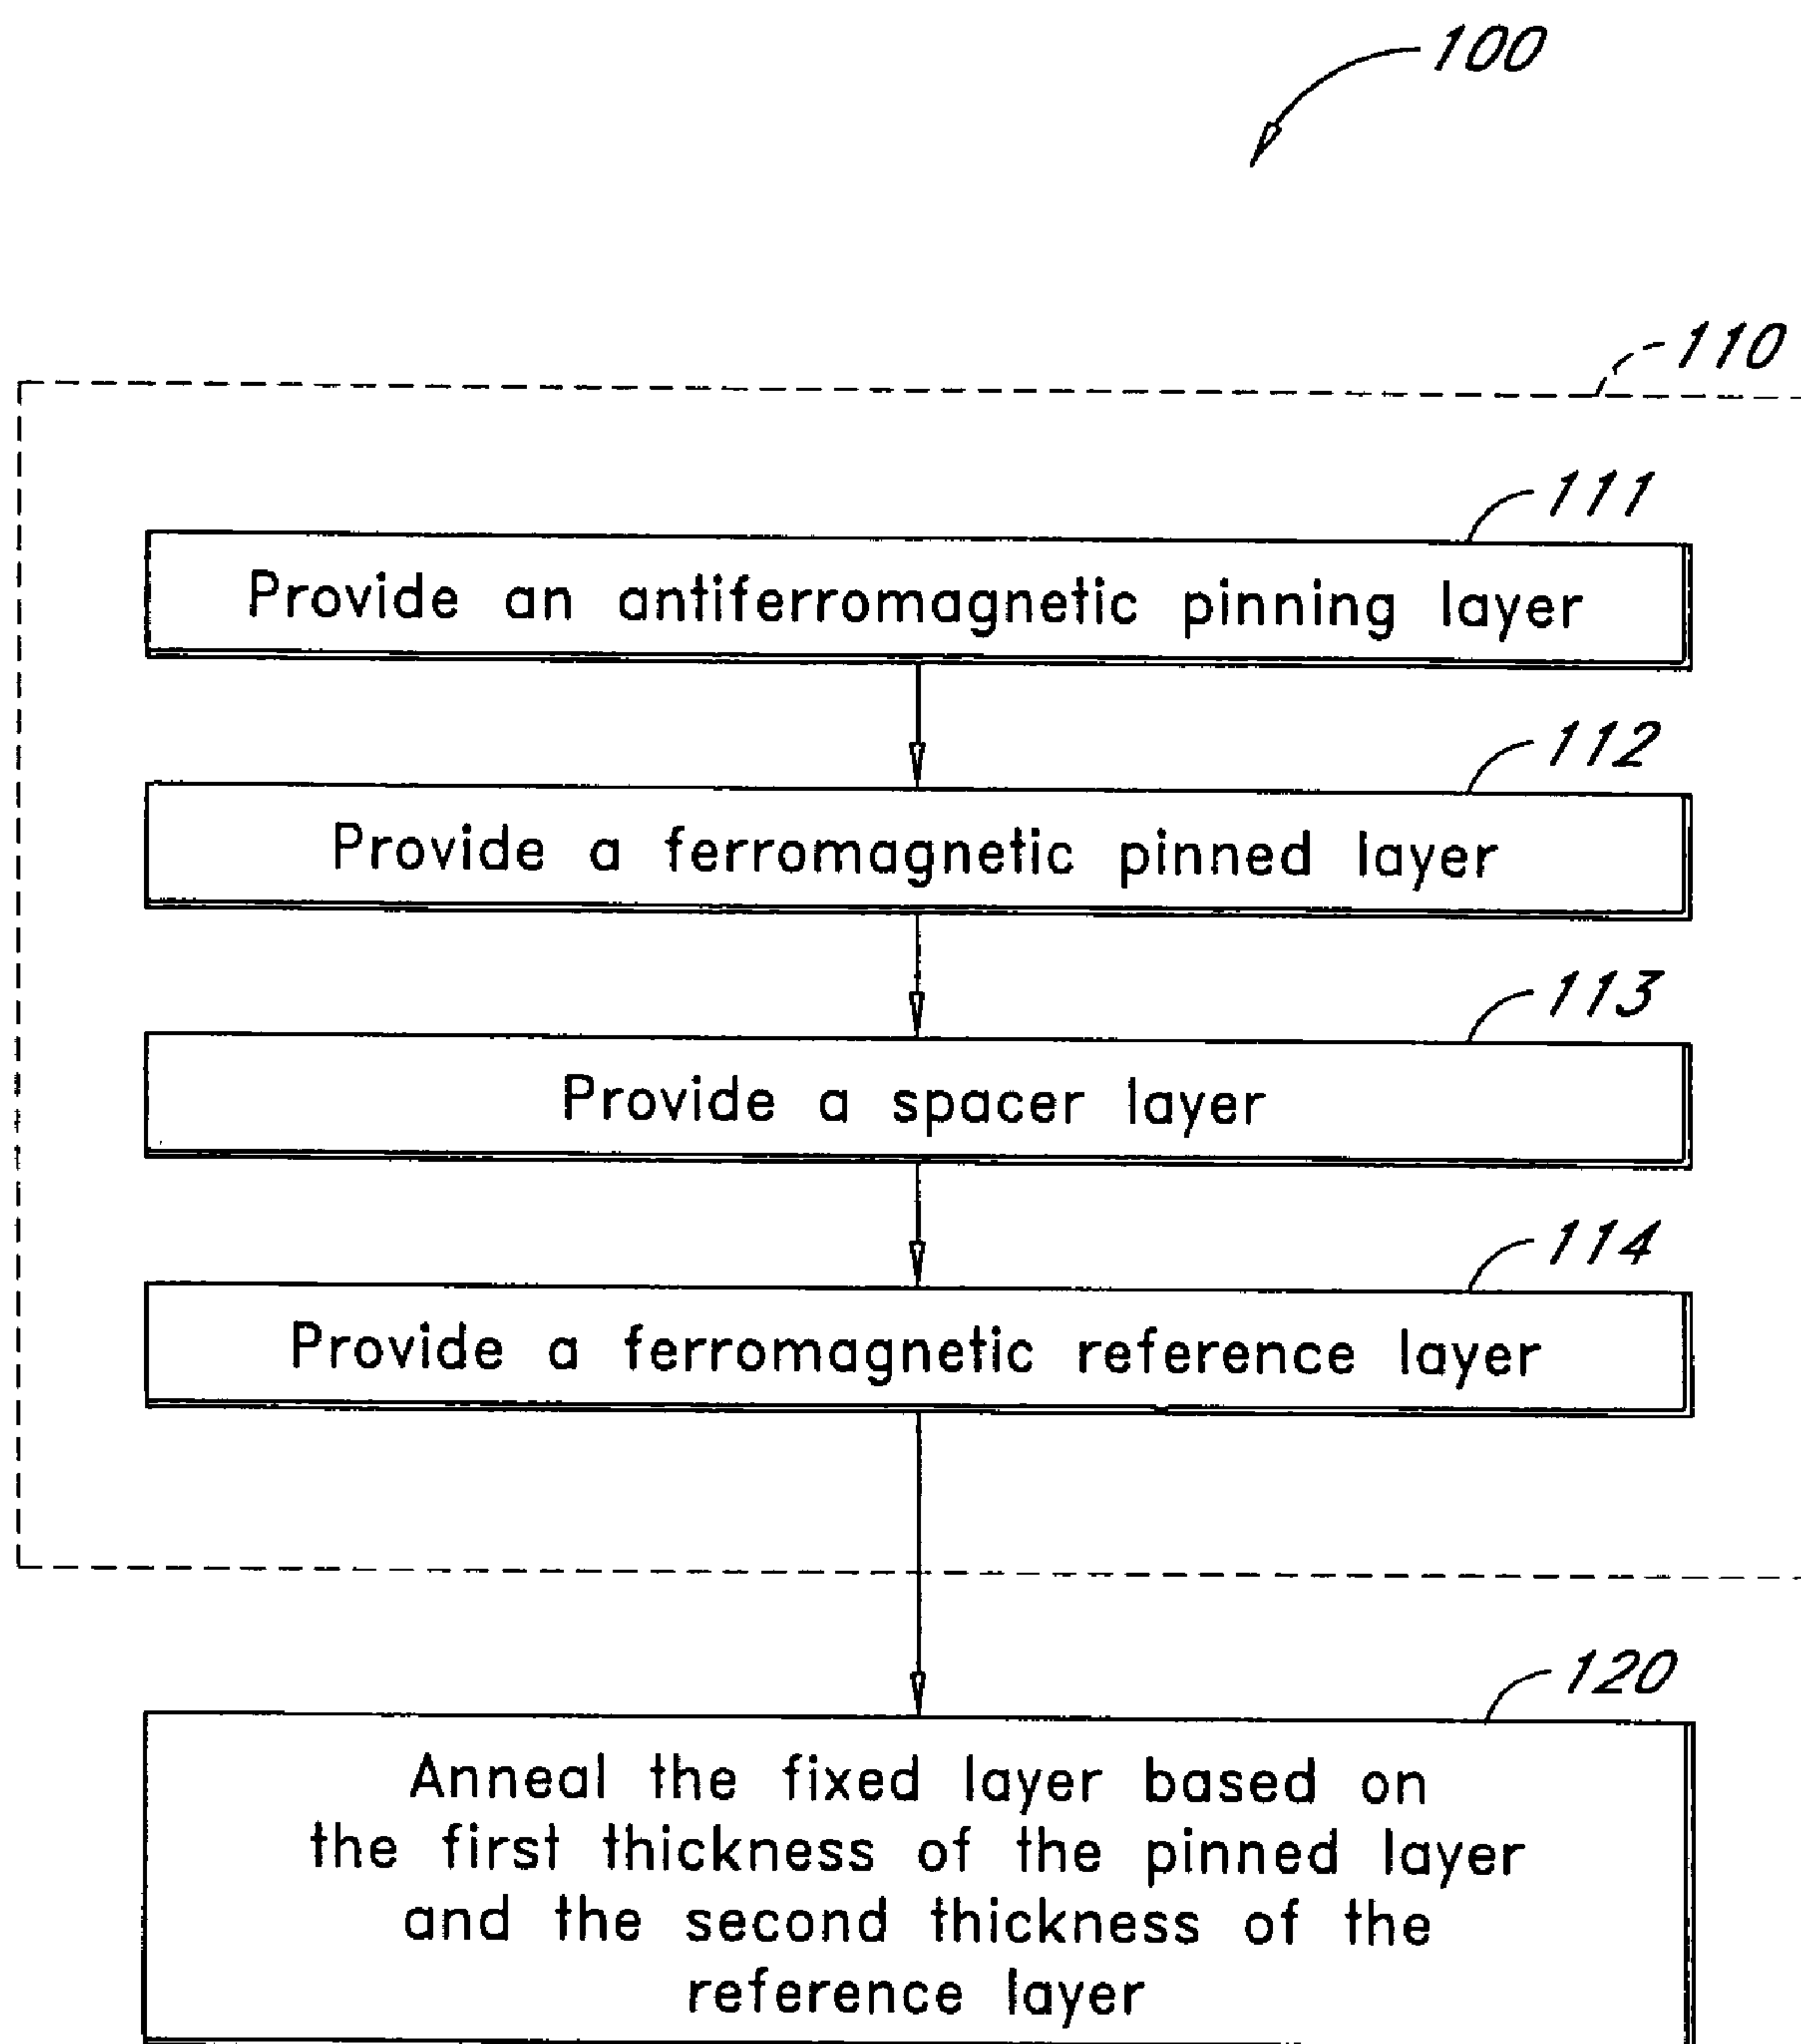 100
110
111
Provide an antiferromagnetic pinning layer
112
Provide a ferromagnetic pinned layer
113
Provide a spacer layer
114
Provide a ferromagnetic reference layer
120
Anneal the fixed layer based on
the first thickness of the pinned layer
and the second thickness of the
reference layer